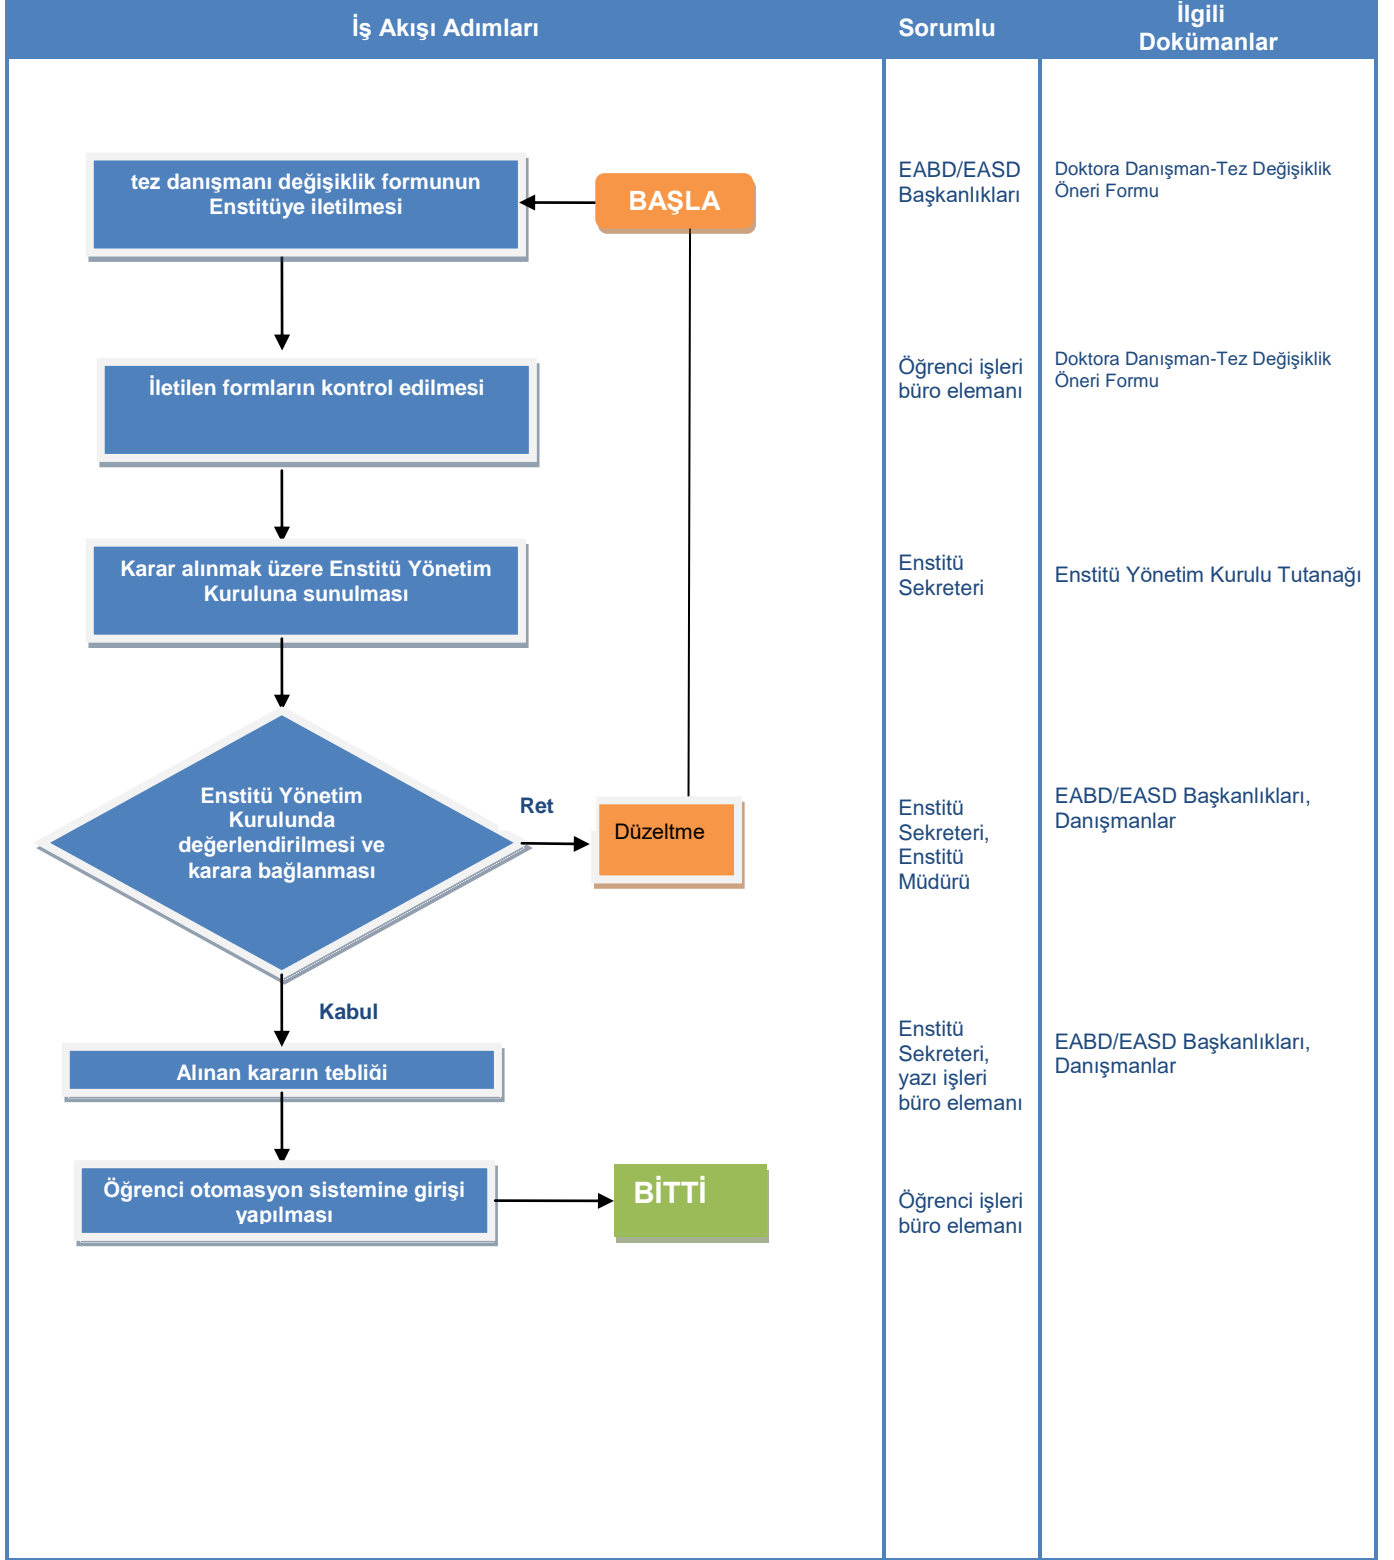 İş Akışı Adımları
Sorumlu
İlgili
Dokümanlar
tez danışmanı değişiklik formunun
Enstitüye iletilmesi
BAŞLA
EABD/EASD
Başkanlıkları
Doktora Danışman-Tez Değişiklik
Öneri Formu
İletilen formların kontrol edilmesi
Öğrenci işleri
büro elemanı
Doktora Danışman-Tez Değişiklik
Öneri Formu
Karar alınmak üzere Enstitü Yönetim
Kuruluna sunulması
Enstitü
Sekreteri
Enstitü Yönetim Kurulu Tutanağı
Enstitü Yönetim
Kurulunda
değerlendirilmesi ve
karara bağlanması
Ret
Düzeltme
Enstitü
Sekreteri,
Enstitü
Müdürü
EABD/EASD Başkanlıkları,
Danışmanlar
Kabul
Alınan kararın tebliği
Enstitü
Sekreteri,
yazı işleri
büro elemanı
EABD/EASD Başkanlıkları,
Danışmanlar
Öğrenci otomasyon sistemine girişi
yapılması
BİTTİ
Öğrenci işleri
büro elemanı